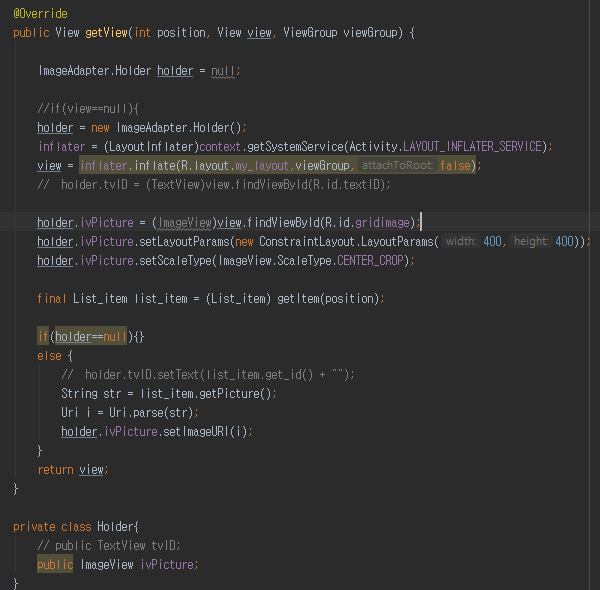 @Override
public View getView(int position, View view, ViewGroup viewGroup) {
ImageAdapter.Holder holder = null;
//if(view==null){
holder = new ImageAdapter.Holder();
inflater = (LayoutInflater)context.getSystemService(Activity.LAYOUT_INFLATER_SERVICE);
view = inflater.inflate(R.layout.my_layout,viewGroup, attachToRoot: false);
// holder.tvID = (TextView)view.findViewById(R.id.textID);
holder.ivPicture = (ImageView)view.findViewById(R.id.gridimage);
holder.ivPicture.setLayoutParams(new ConstraintLayout.LayoutParams( width: 400, height: 400));
holder.ivPicture.setScaleType(ImageView.ScaleType.CENTER_CROP);
final List_item list_item = (List_item) getItem(position);
if(holder==null){}
else {
// holder.tvID.setText(list_item.get_id() + "");
String str = list_item.getPicture();
Uri i = Uri.parse(str);
holder.ivPicture.setImageURI(i);
}
return view;
}
private class Holder{
// public TextView tvID;
public ImageView ivPicture;
}